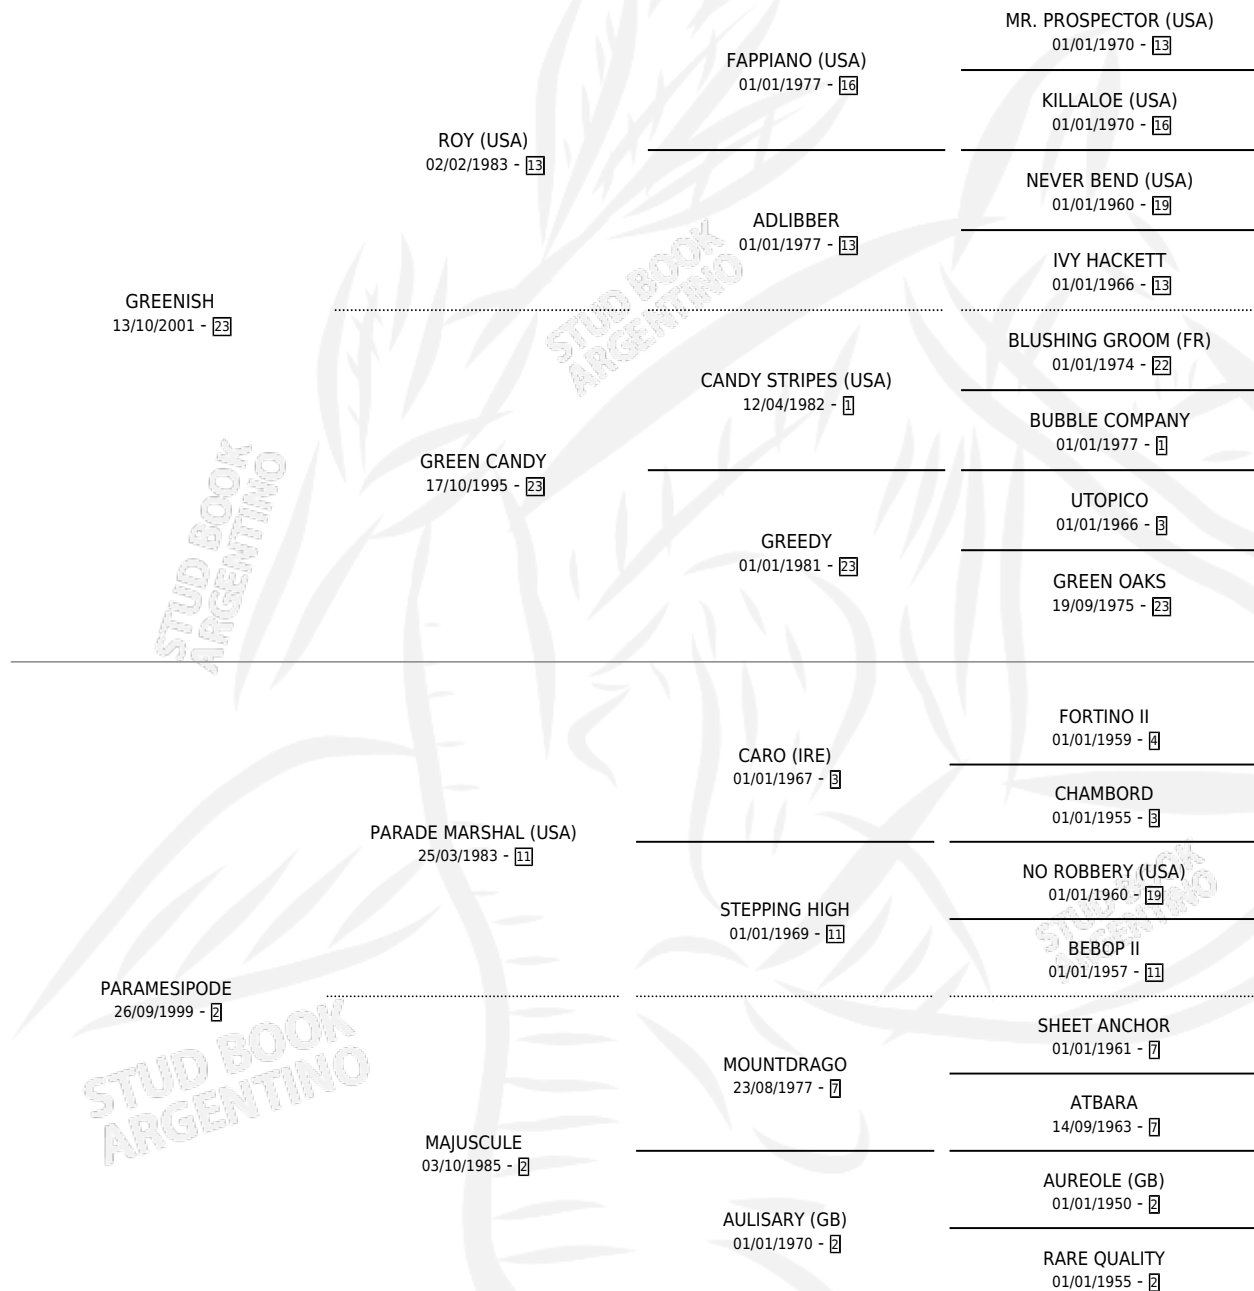 MR. PROSPECTOR (USA)
01/01/1970 - 13
FAPPIANO (USA)
01/01/1977 - 16
KILLALOE (USA)
01/01/1970 - 16
ROY (USA)
02/02/1983 - 13
NEVER BEND (USA)
01/01/1960 - 19
ADLIBBER
01/01/1977 - 13
IVY HACKETT
01/01/1966 - 13
GREENISH
13/10/2001 - 23
BLUSHING GROOM (FR)
01/01/1974 - 22
CANDY STRIPES (USA)
12/04/1982 - 1
BUBBLE COMPANY
01/01/1977 - 1
GREEN CANDY
17/10/1995 - 23
UTOPICO
01/01/1966 - 3
GREEDY
01/01/1981 - 23
GREEN OAKS
19/09/1975 - 23
FORTINO II
01/01/1959 - 4
CARO (IRE)
01/01/1967 - 3
CHAMBORD
01/01/1955 - 3
PARADE MARSHAL (USA)
25/03/1983 - 11
NO ROBBERY (USA)
01/01/1960 - 19
STEPPING HIGH
01/01/1969 - 11
BEBOP II
01/01/1957 - 11
PARAMESIPODE
26/09/1999 - 2
SHEET ANCHOR
01/01/1961 - 7
MOUNTDRAGO
23/08/1977 - 7
ATBARA
14/09/1963 - 7
MAJUSCULE
03/10/1985 - 2
AUREOLE (GB)
01/01/1950 - 2
AULISARY (GB)
01/01/1970 - 2
RARE QUALITY
01/01/1955 - 2
STUD BOOK
ARGENTINO
STUD BOOK
ARGENTINO
STUD BOOK
ARGENTINO
STUD BOOK
ARGENTINO